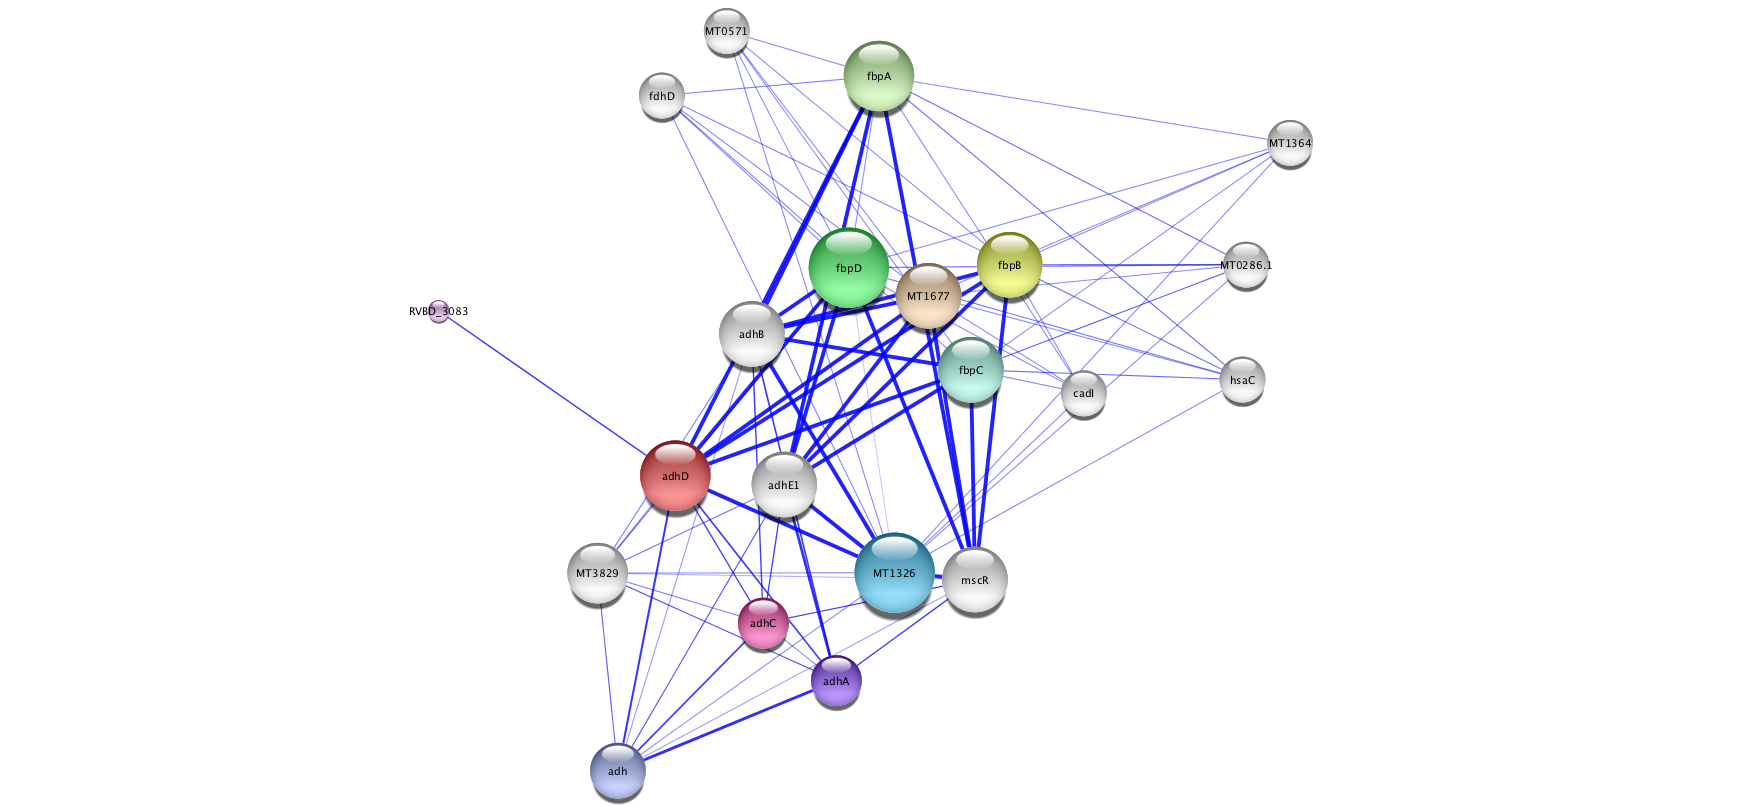 MT0571
fbpA
fdhD
MT1364
fbpD
fbpB
MT0286.1
MT1677
RVBD_3083
adhB
fbpC
hsaC
cadI
adhD
adhE1
MT3829
MT1326
mscR
adhC
adhA
adh